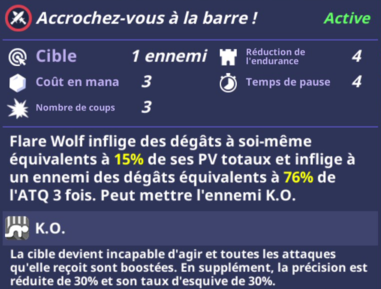 Accrochez-vous à la barre ! Active
Cible 1 ennemi Réduction de l'endurance 4
Coût en mana 3 Temps de pause 4
Nombre de coups 3
Flare Wolf inflige des dégâts à soi-même
équivalents à 15% de ses PV totaux et inflige à
un ennemi des dégâts équivalents à 76% de
l'ATQ 3 fois. Peut mettre l'ennemi K.O.
K.O.
La cible devient incapable d'agir et toutes les attaques
qu'elle reçoit sont boostées. En supplément, la précision est
réduite de 30% et son taux d'esquive de 30%.